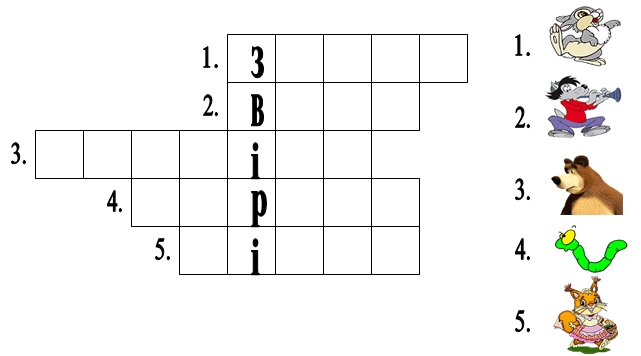 1. З
2. В
3. і
4. р
5. і
1.
2.
3.
4.
5.